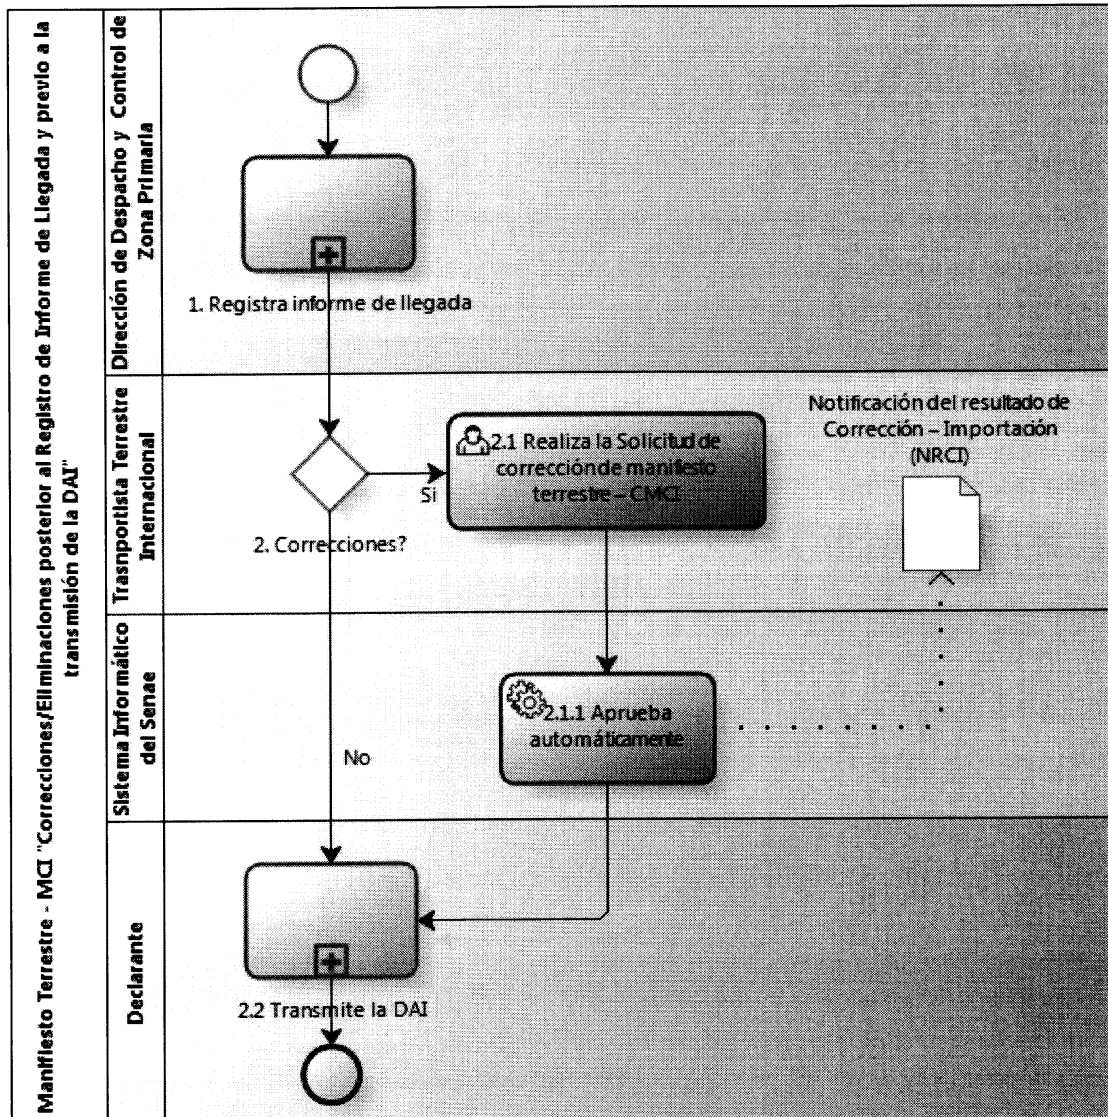 Manifiesto Terrestre - MCI "Correcciones/Eliminaciones posterior al Registro de Informe de Llegada y previo a la
transmisión de la DAI"
Dirección de Despacho y Control de
Zona Primaria
1. Registra informe de llegada
Trasnportista Terrestre
Internacional
2. Correcciones?
Si
2.1 Realiza la Solicitud de
corrección de manifiesto
terrestre – CMCI
Notificación del resultado de
Corrección – Importación
(NRCI)
Sistema Informático
del Senae
No
2.1.1 Aprueba
automáticamente
Declarante
2.2 Transmite la DAI